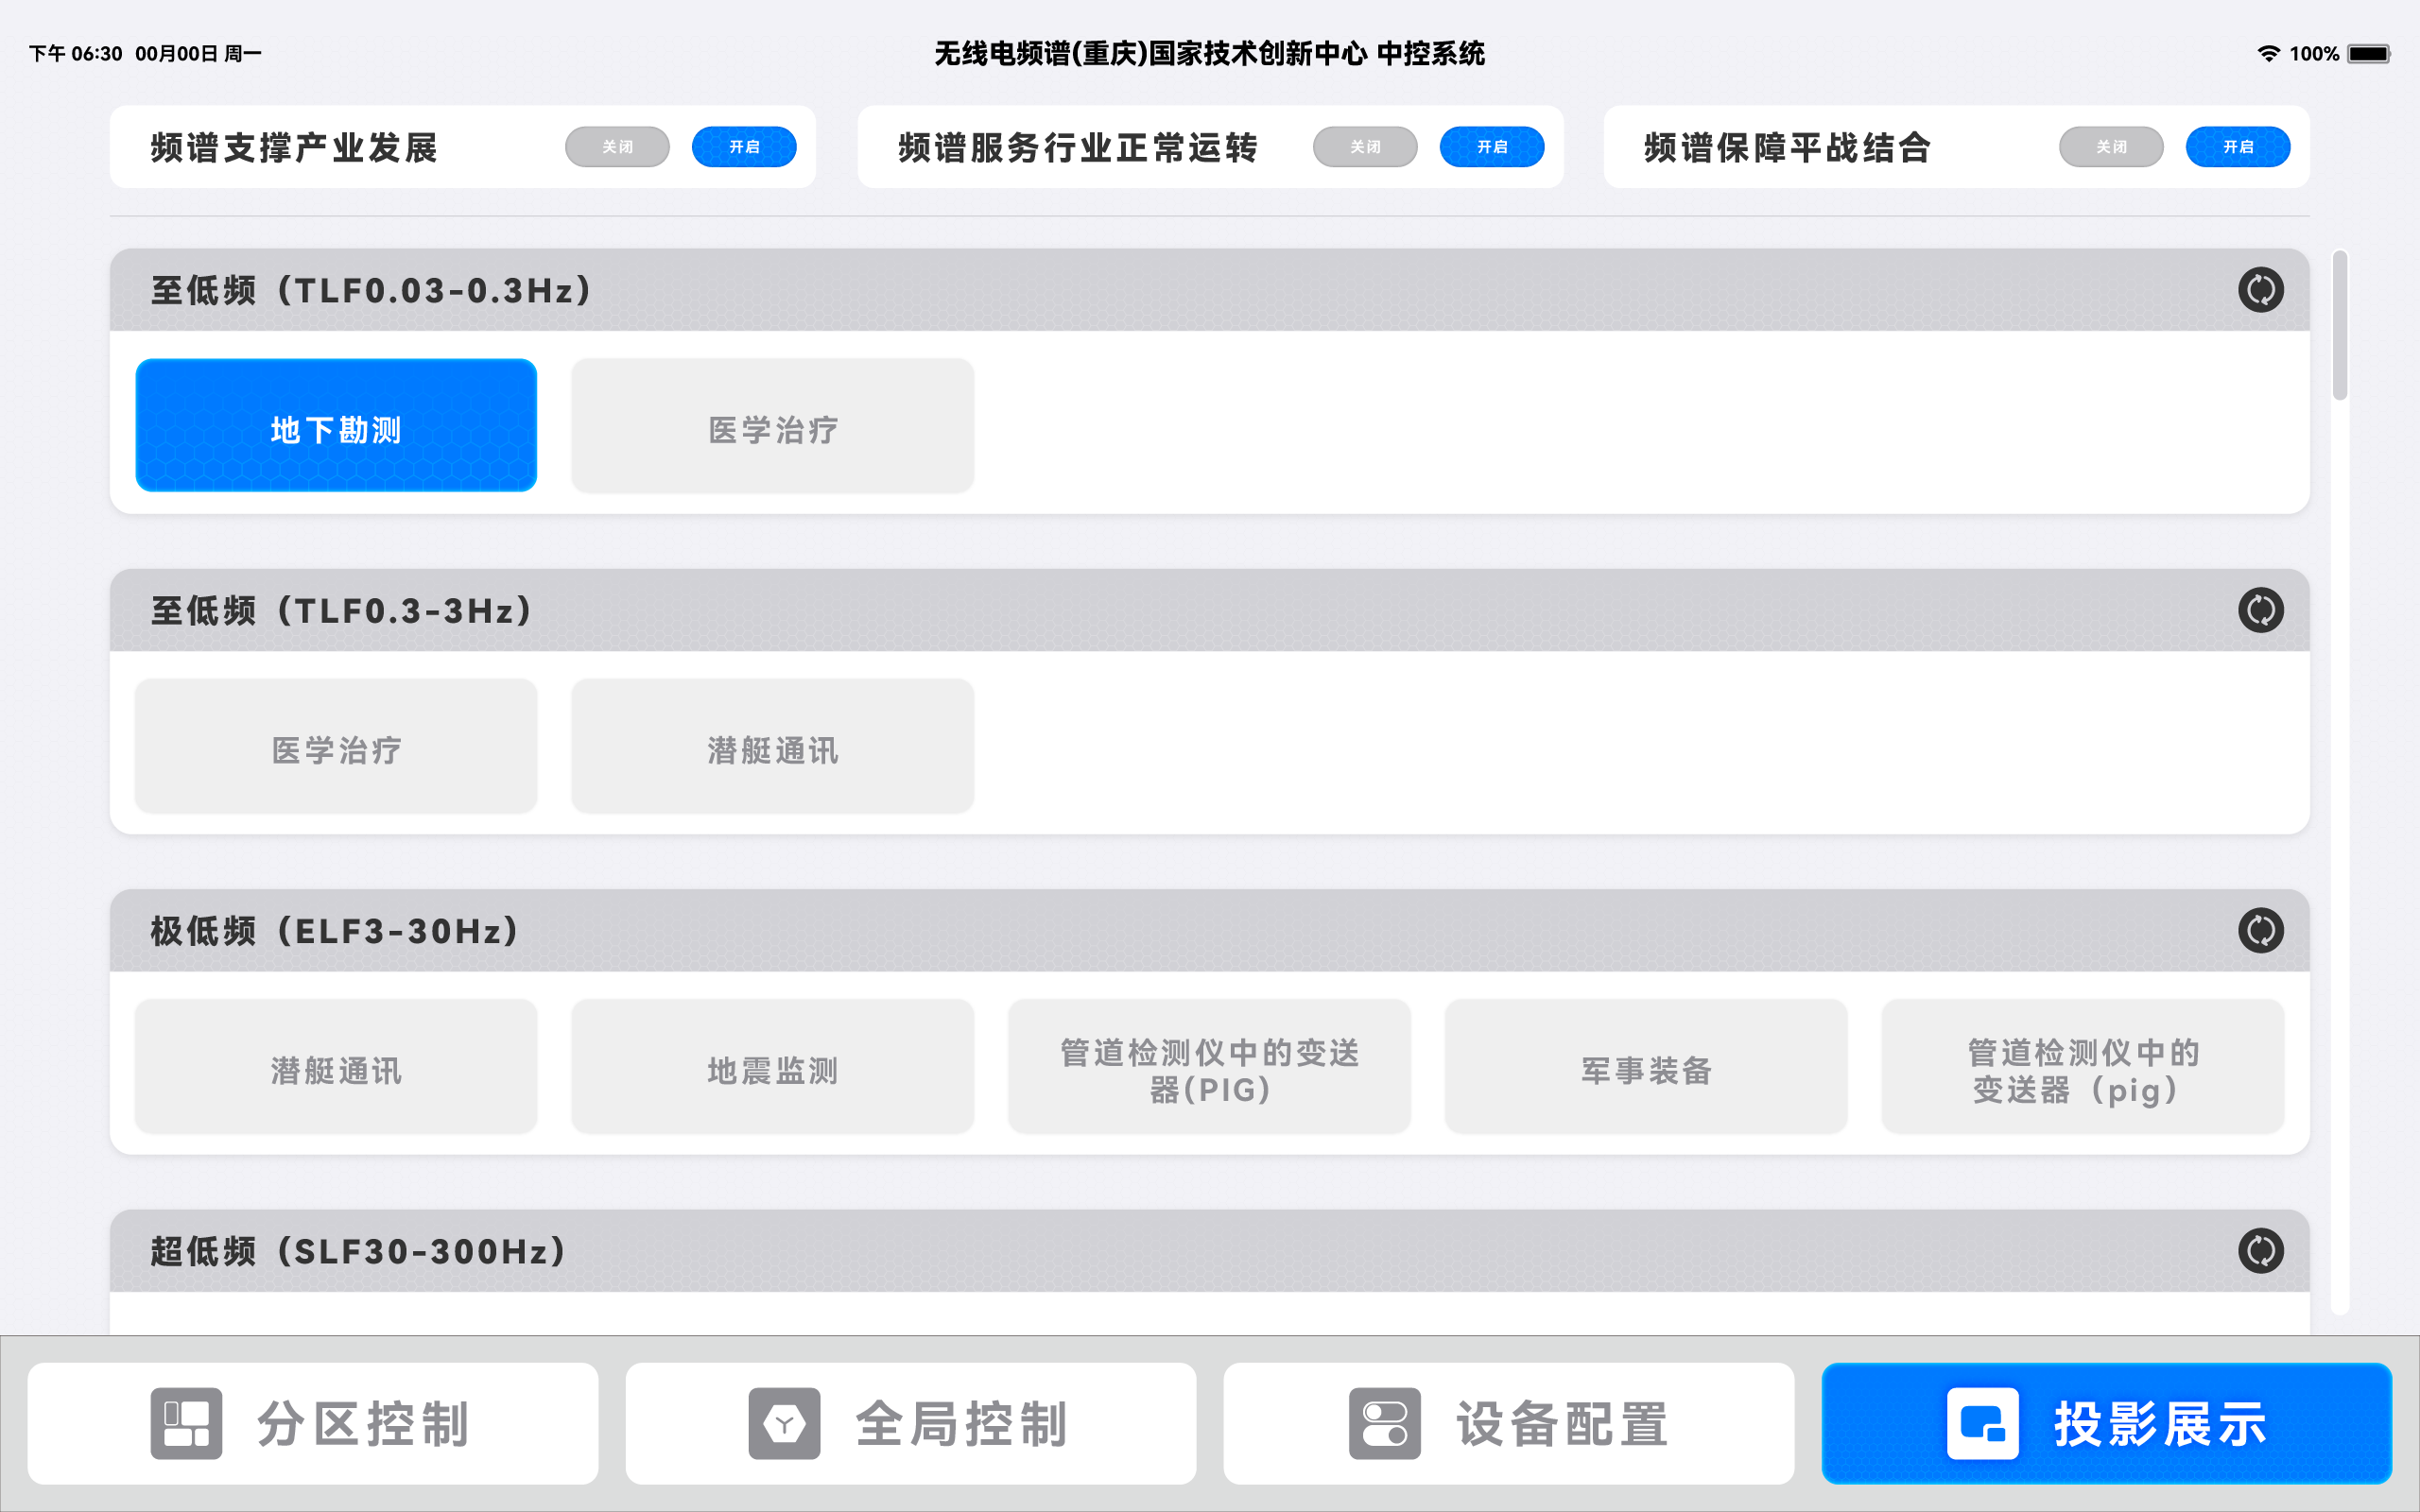 下午 06:30 00月00日 周一
无线电频谱(重庆)国家技术创新中心 中控系统
100%
频谱支撑产业发展 关闭 开启
频谱服务行业正常运转 关闭 开启
频谱保障平战结合 关闭 开启
至低频（TLF0.03-0.3Hz）
地下勘测
医学治疗
至低频（TLF0.3-3Hz）
医学治疗
潜艇通讯
极低频（ELF3-30Hz）
潜艇通讯
地震监测
管道检测仪中的变送
器(PIG)
军事装备
管道检测仪中的
变送器（pig）
超低频（SLF30-300Hz）
分区控制
全局控制
设备配置
投影展示